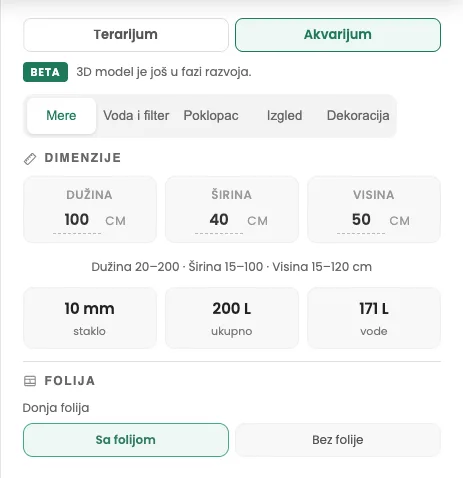 Terarijum Akvarijum
BETA 3D model je još u fazi razvoja.
Mere Voda i filter Poklopac Izgled Dekoracija
DIMENZIJE
DUŽINA ŠIRINA VISINA
100 CM 40 CM 50 CM
Dužina 20–200 · Širina 15–100 · Visina 15–120 cm
10 mm 200 L 171 L
staklo ukupno vode
FOLIJA
Donja folija
Sa folijom Bez folije